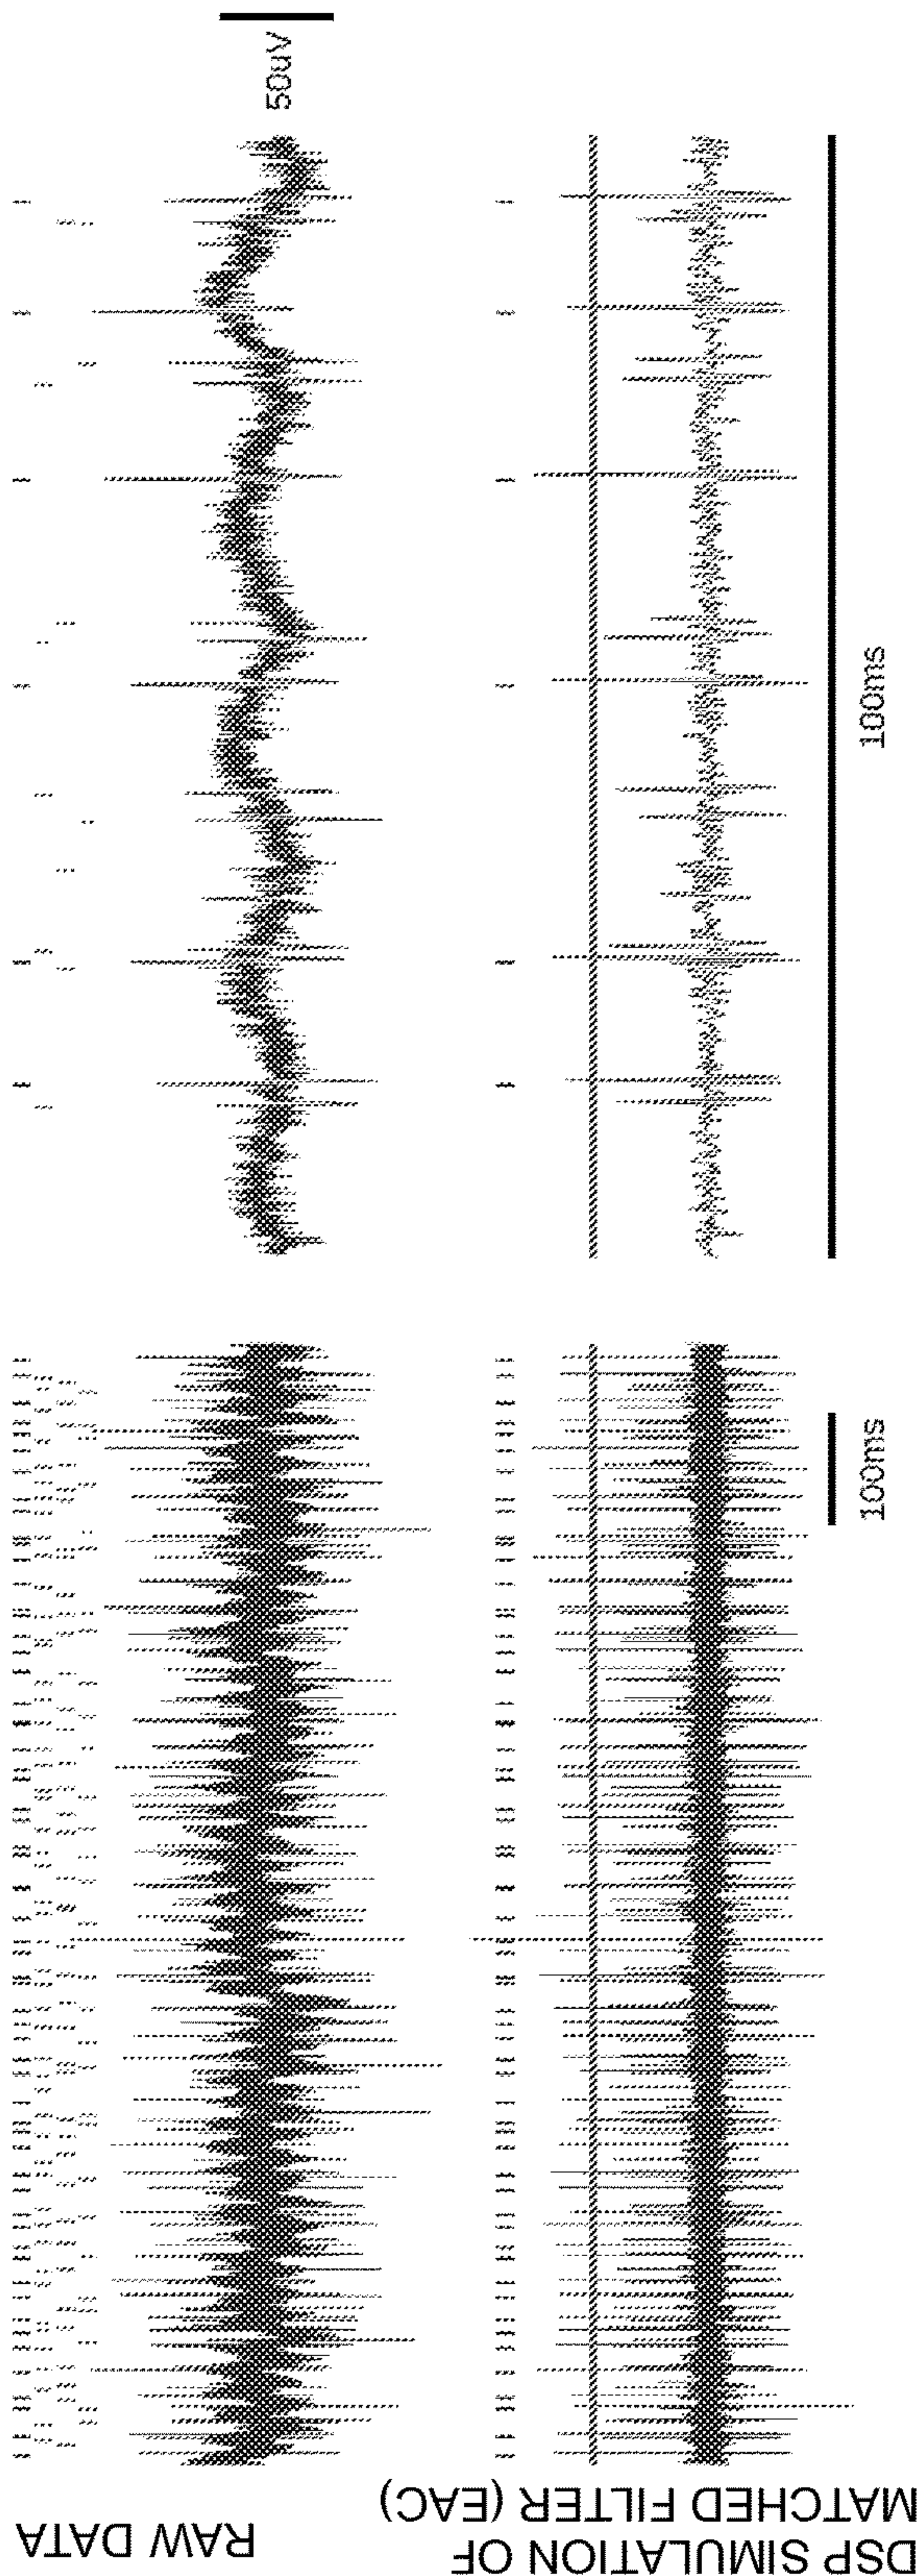 RAW DATA
DSP SIMULATION OF
MATCHED FILTER (EAC)
50uV
100ms
100ms